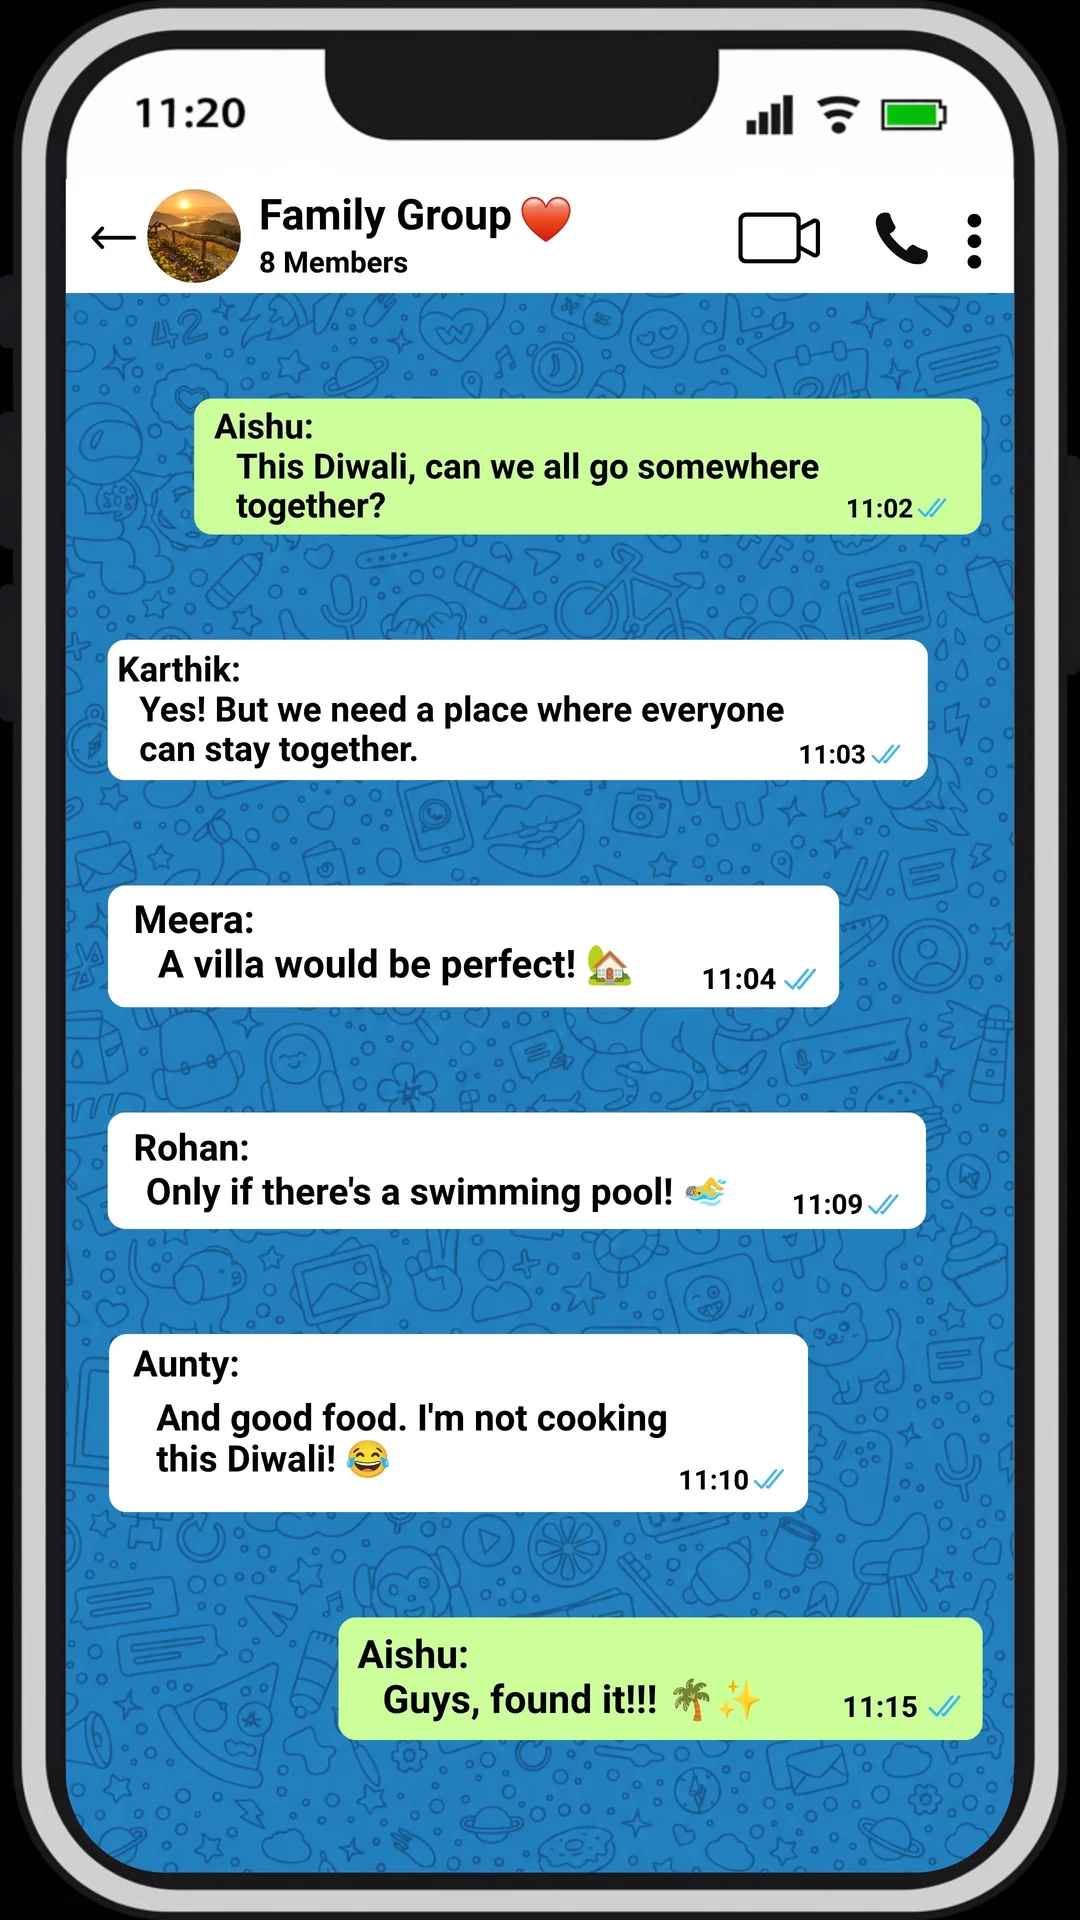 11:20
Family Group ❤️
8 Members
Aishu:
This Diwali, can we all go somewhere
together?
11:02
Karthik:
Yes! But we need a place where everyone
can stay together.
11:03
Meera:
A villa would be perfect! 🏡
11:04
Rohan:
Only if there's a swimming pool! 🏊
11:09
Aunty:
And good food. I'm not cooking
this Diwali! 😂
11:10
Aishu:
Guys, found it!!! 🌴✨
11:15